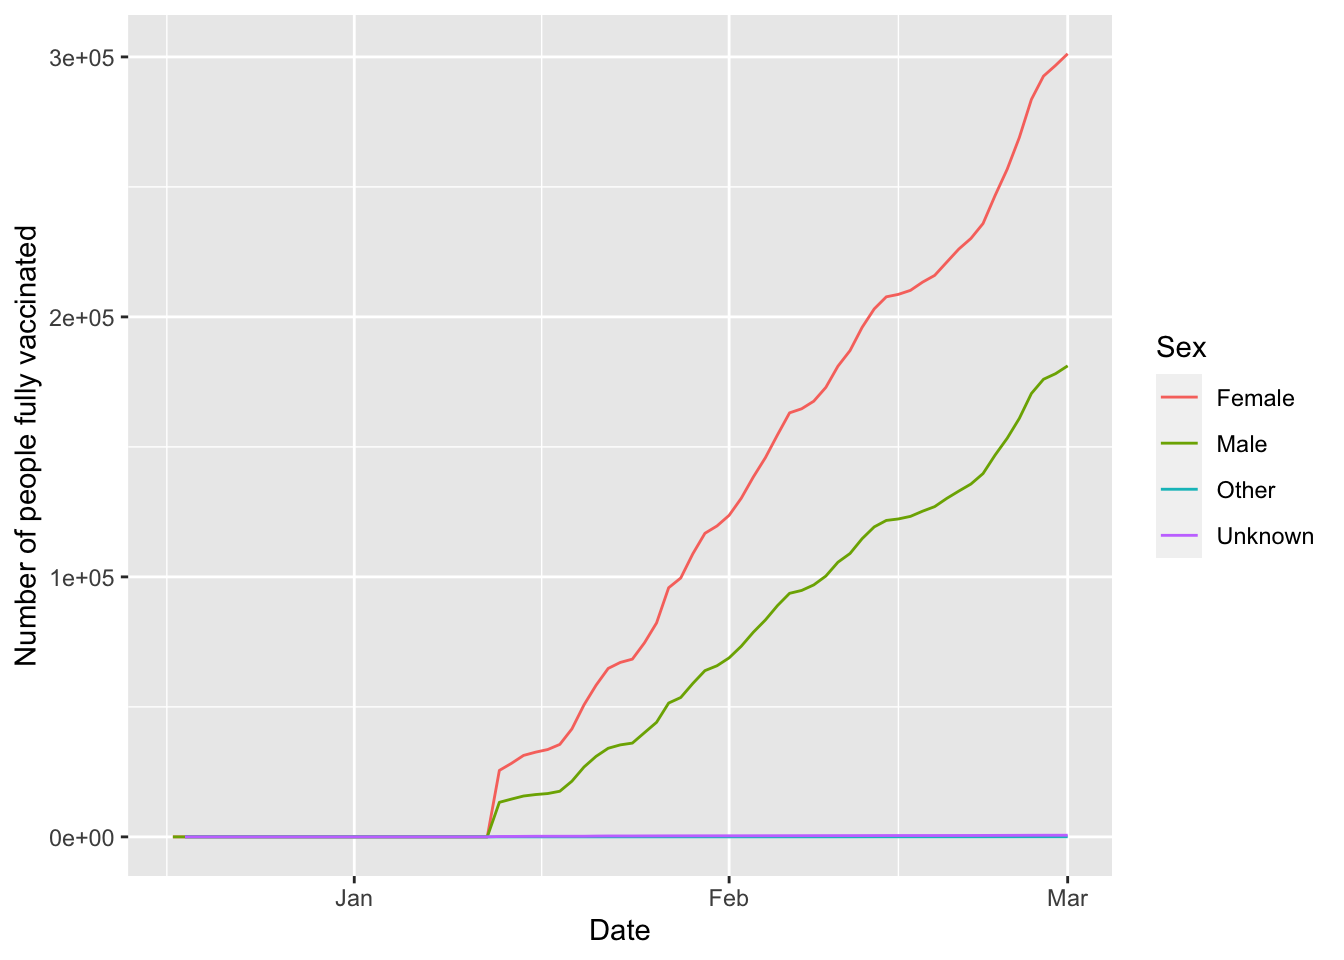 Number of people fully vaccinated
3e+05
2e+05
1e+05
0e+00
Jan
Feb
Mar
Date
Sex
Female
Male
Other
Unknown